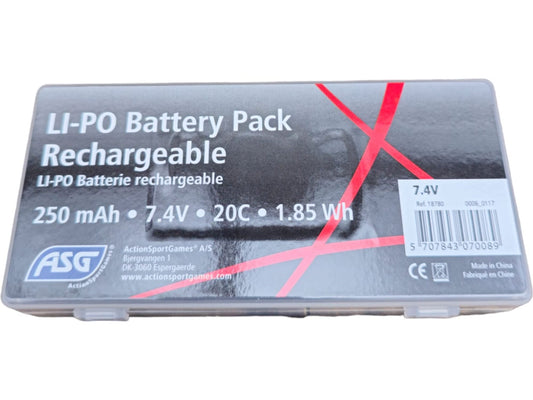 LI-PO Battery Pack
Rechargeable
LI-PO Batterie rechargeable
250 mAh • 7.4V • 20C • 1.85 Wh
ASG
ActionSportGames
ActionSportGames® A/S
Bjergvangen 1
DK-3060 Espergaerde
www.actionsportgames.com
7.4V
Ref. 18780 0006_0117
5 707843 070089
CE
Made in China
Fabriqué en Chine